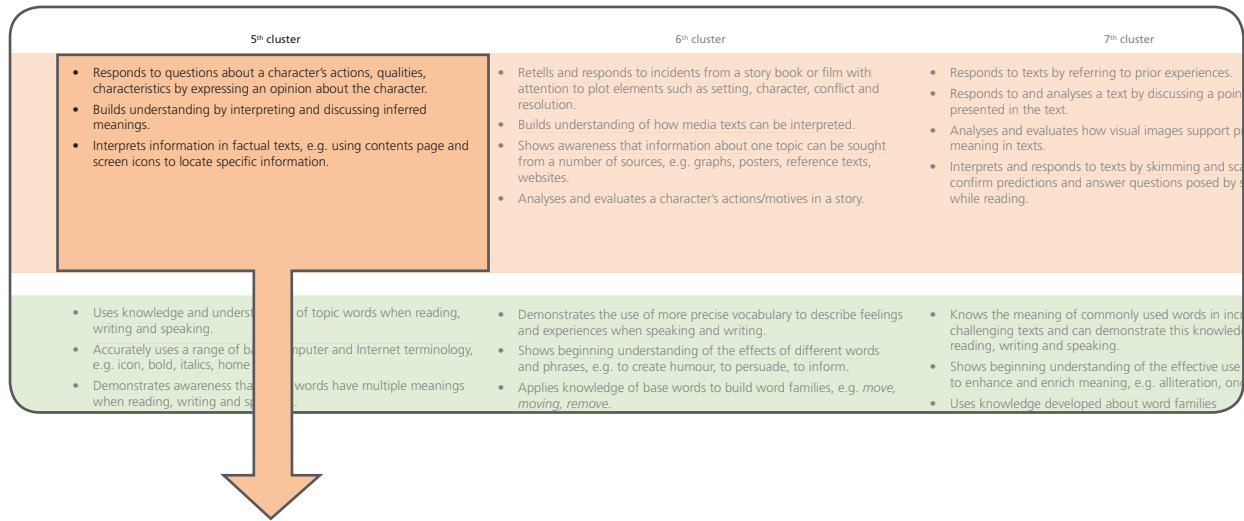 5th cluster
6th cluster
7th cluster
• Responds to questions about a character's actions, qualities,
characteristics by expressing an opinion about the character.
• Builds understanding by interpreting and discussing inferred
meanings.
• Interprets information in factual texts, e.g. using contents page and
screen icons to locate specific information.
• Retells and responds to incidents from a story book or film with
attention to plot elements such as setting, character, conflict and
resolution.
• Builds understanding of how media texts can be interpreted.
• Shows awareness that information about one topic can be sought
from a number of sources, e.g. graphs, posters, reference texts,
websites.
• Analyses and evaluates a character's actions/motives in a story.
• Responds to texts by referring to prior experiences.
• Responds to and analyses a text by discussing a
presented in the text.
• Analyses and evaluates how visual images support
meaning in texts.
• Interprets and responds to texts by skimming and
confirm predictions and answer questions posed by
while reading.
• Uses knowledge and of topic words when reading,
writing and speaking.
• Accurately uses a range of and Internet terminology,
e.g. icon, bold, italics, home
• Demonstrates awareness words have multiple meanings
when reading, writing and
• Demonstrates the use of more precise vocabulary to describe feelings
and experiences when speaking and writing.
• Shows beginning understanding of the effects of different words
and phrases, e.g. to create humour, to persuade, to inform.
• Applies knowledge of base words to build word families, e.g. move,
moving, remove.
• Knows the meaning of commonly used words in
challenging texts and can demonstrate this
reading, writing and speaking.
• Shows beginning understanding of the effective use
to enhance and enrich meaning, e.g. alliteration,
• Uses knowledge developed about word families